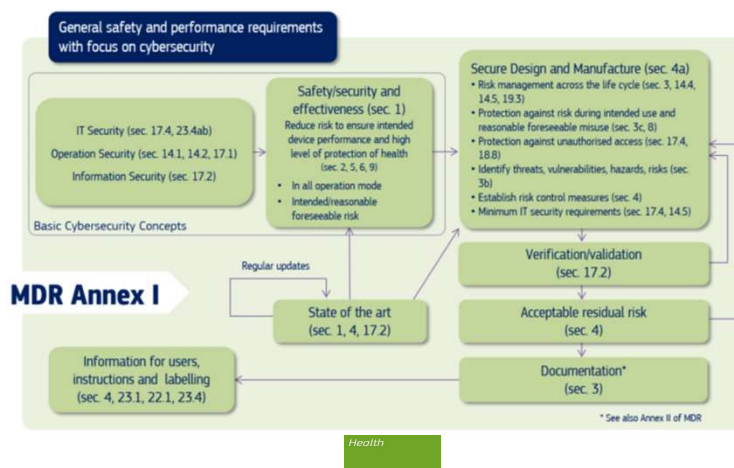 General safety and performance requirements
with focus on cybersecurity
IT Security (sec. 17.4, 23.4ab)
Operation Security (sec. 14.1, 14.2, 17.1)
Information Security (sec. 17.2)
Basic Cybersecurity Concepts
Safety/security and
effectiveness (sec. 1)
Reduce risk to ensure intended
device performance and high
level of protection of health
(sec. 2, 5, 6, 9)
• In all operation mode
• Intended/reasonable
foreseeable risk
Secure Design and Manufacture (sec. 4a)
• Risk management across the life cycle (sec. 3, 14.4,
14.5, 19.3)
• Protection against risk during intended use and
reasonable foreseeable misuse (sec. 3c, 8)
• Protection against unauthorised access (sec. 17.4,
18.8)
• Identify threats, vulnerabilities, hazards, risks (sec.
3b)
• Establish risk control measures (sec. 4)
• Minimum IT security requirements (sec. 17.4, 14.5)
Verification/validation
(sec. 17.2)
MDR Annex I
Regular updates
State of the art
(sec. 1, 4, 17.2)
Acceptable residual risk
(sec. 4)
Information for users,
instructions and labelling
(sec. 4, 23.1, 22.1, 23.4)
Documentation*
(sec. 3)
* See also Annex II of MDR
Health